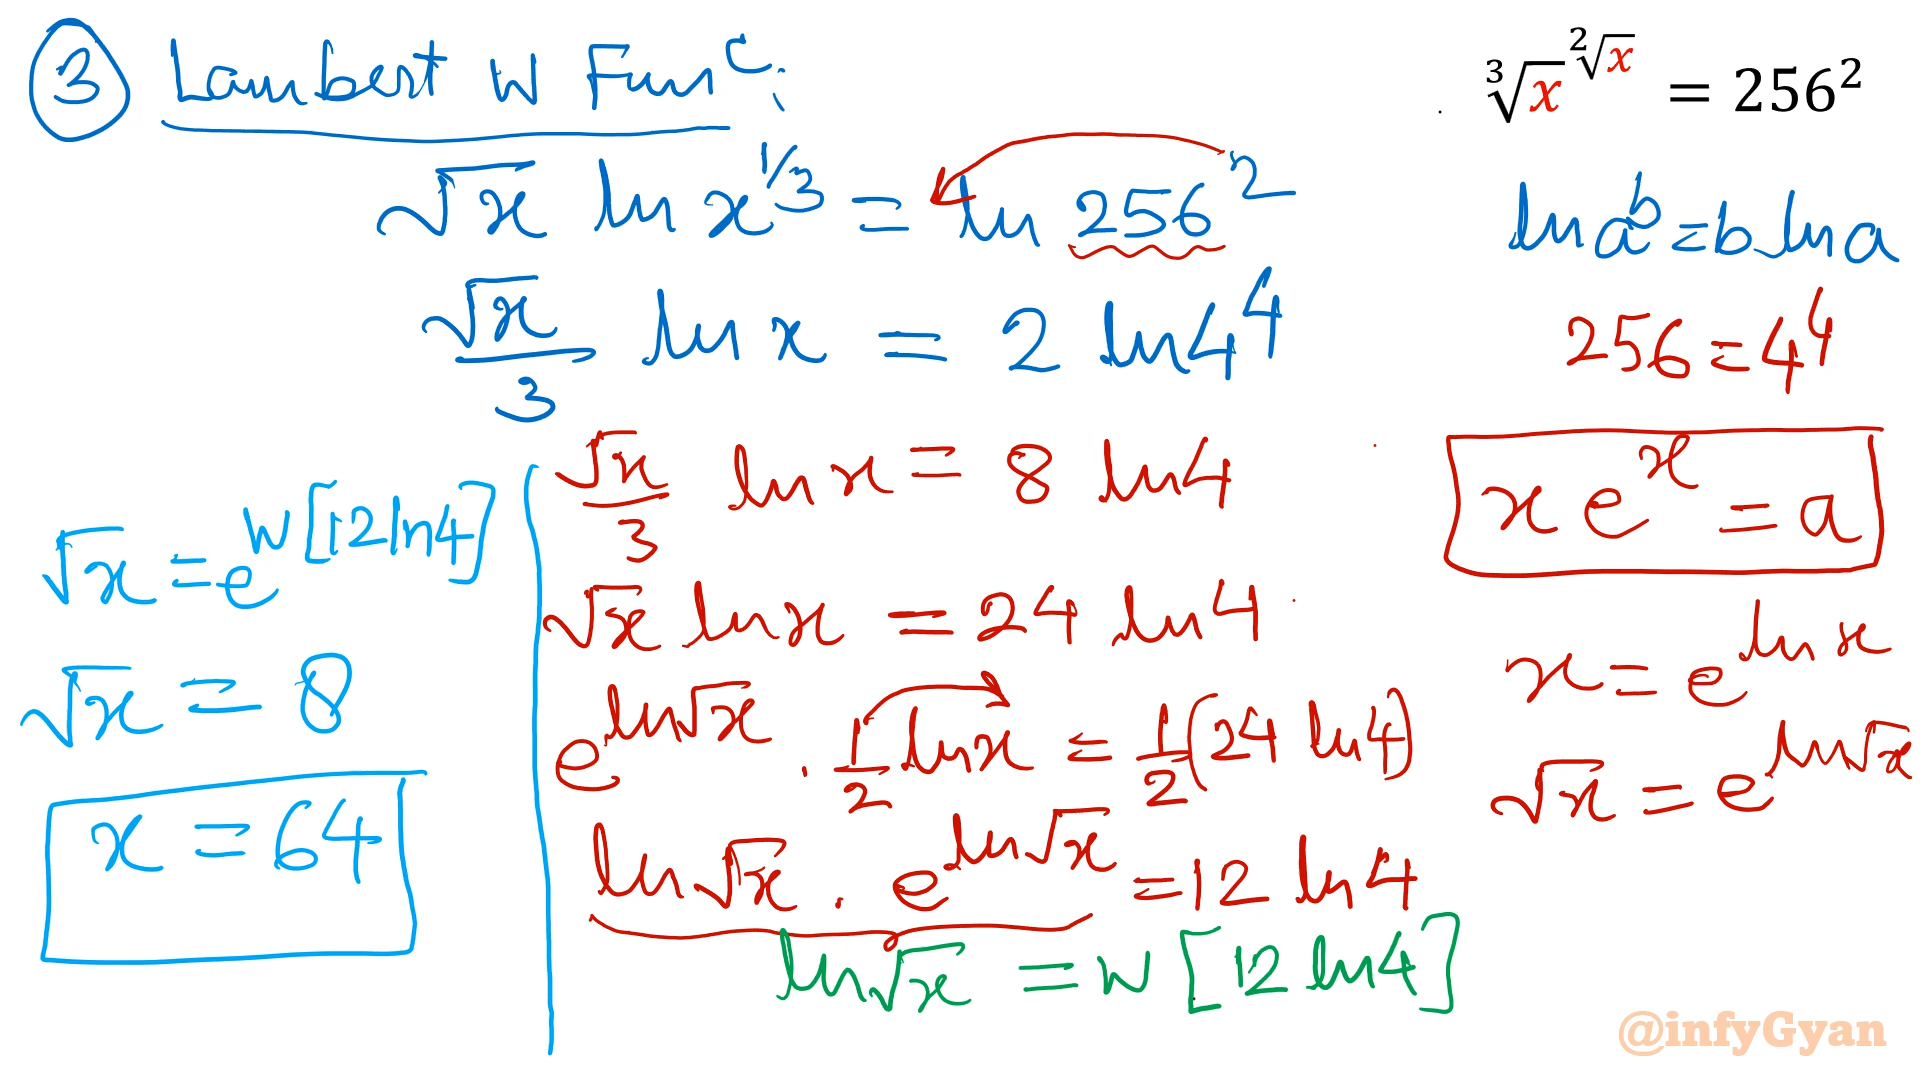 ③ Lambert W Funᶜ:
∛x^(²√x) = 256²
√x ln x^(1/3) = ln 256²
ln a^b = b ln a
√x/3 ln x = 2 ln 4⁴
256 = 4⁴
√x/3 ln x = 8 ln 4
x e^x = a
√x ln x = 24 ln 4
x = e^(ln x)
e^(ln √x) · 1/2 ln x = 1/2 (24 ln 4)
√x = e^(ln √x)
ln √x · e^(ln √x) = 12 ln 4
ln √x = W [12 ln 4]
√x = e^(W[12 ln 4])
√x = 8
x = 64
@infyGyan